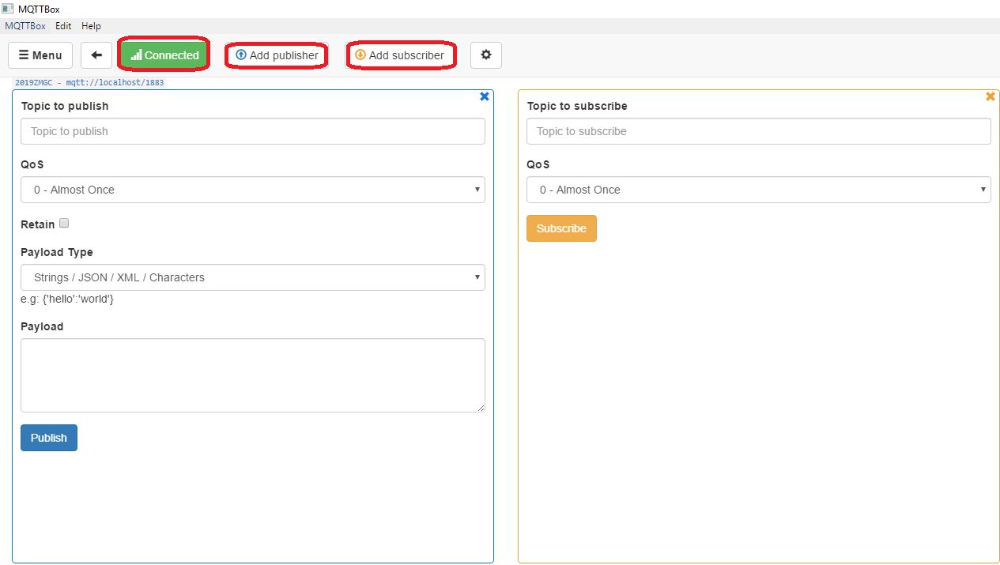 MQTTBox
MQTTBox Edit Help
Menu Connected Add publisher Add subscriber
2019ZMGC - mqtt://localhost/1883
Topic to publish
Topic to publish
QoS
0 - Almost Once
Retain
Payload Type
Strings / JSON / XML / Characters
e.g: {'hello':'world'}
Payload
Publish
Topic to subscribe
Topic to subscribe
QoS
0 - Almost Once
Subscribe